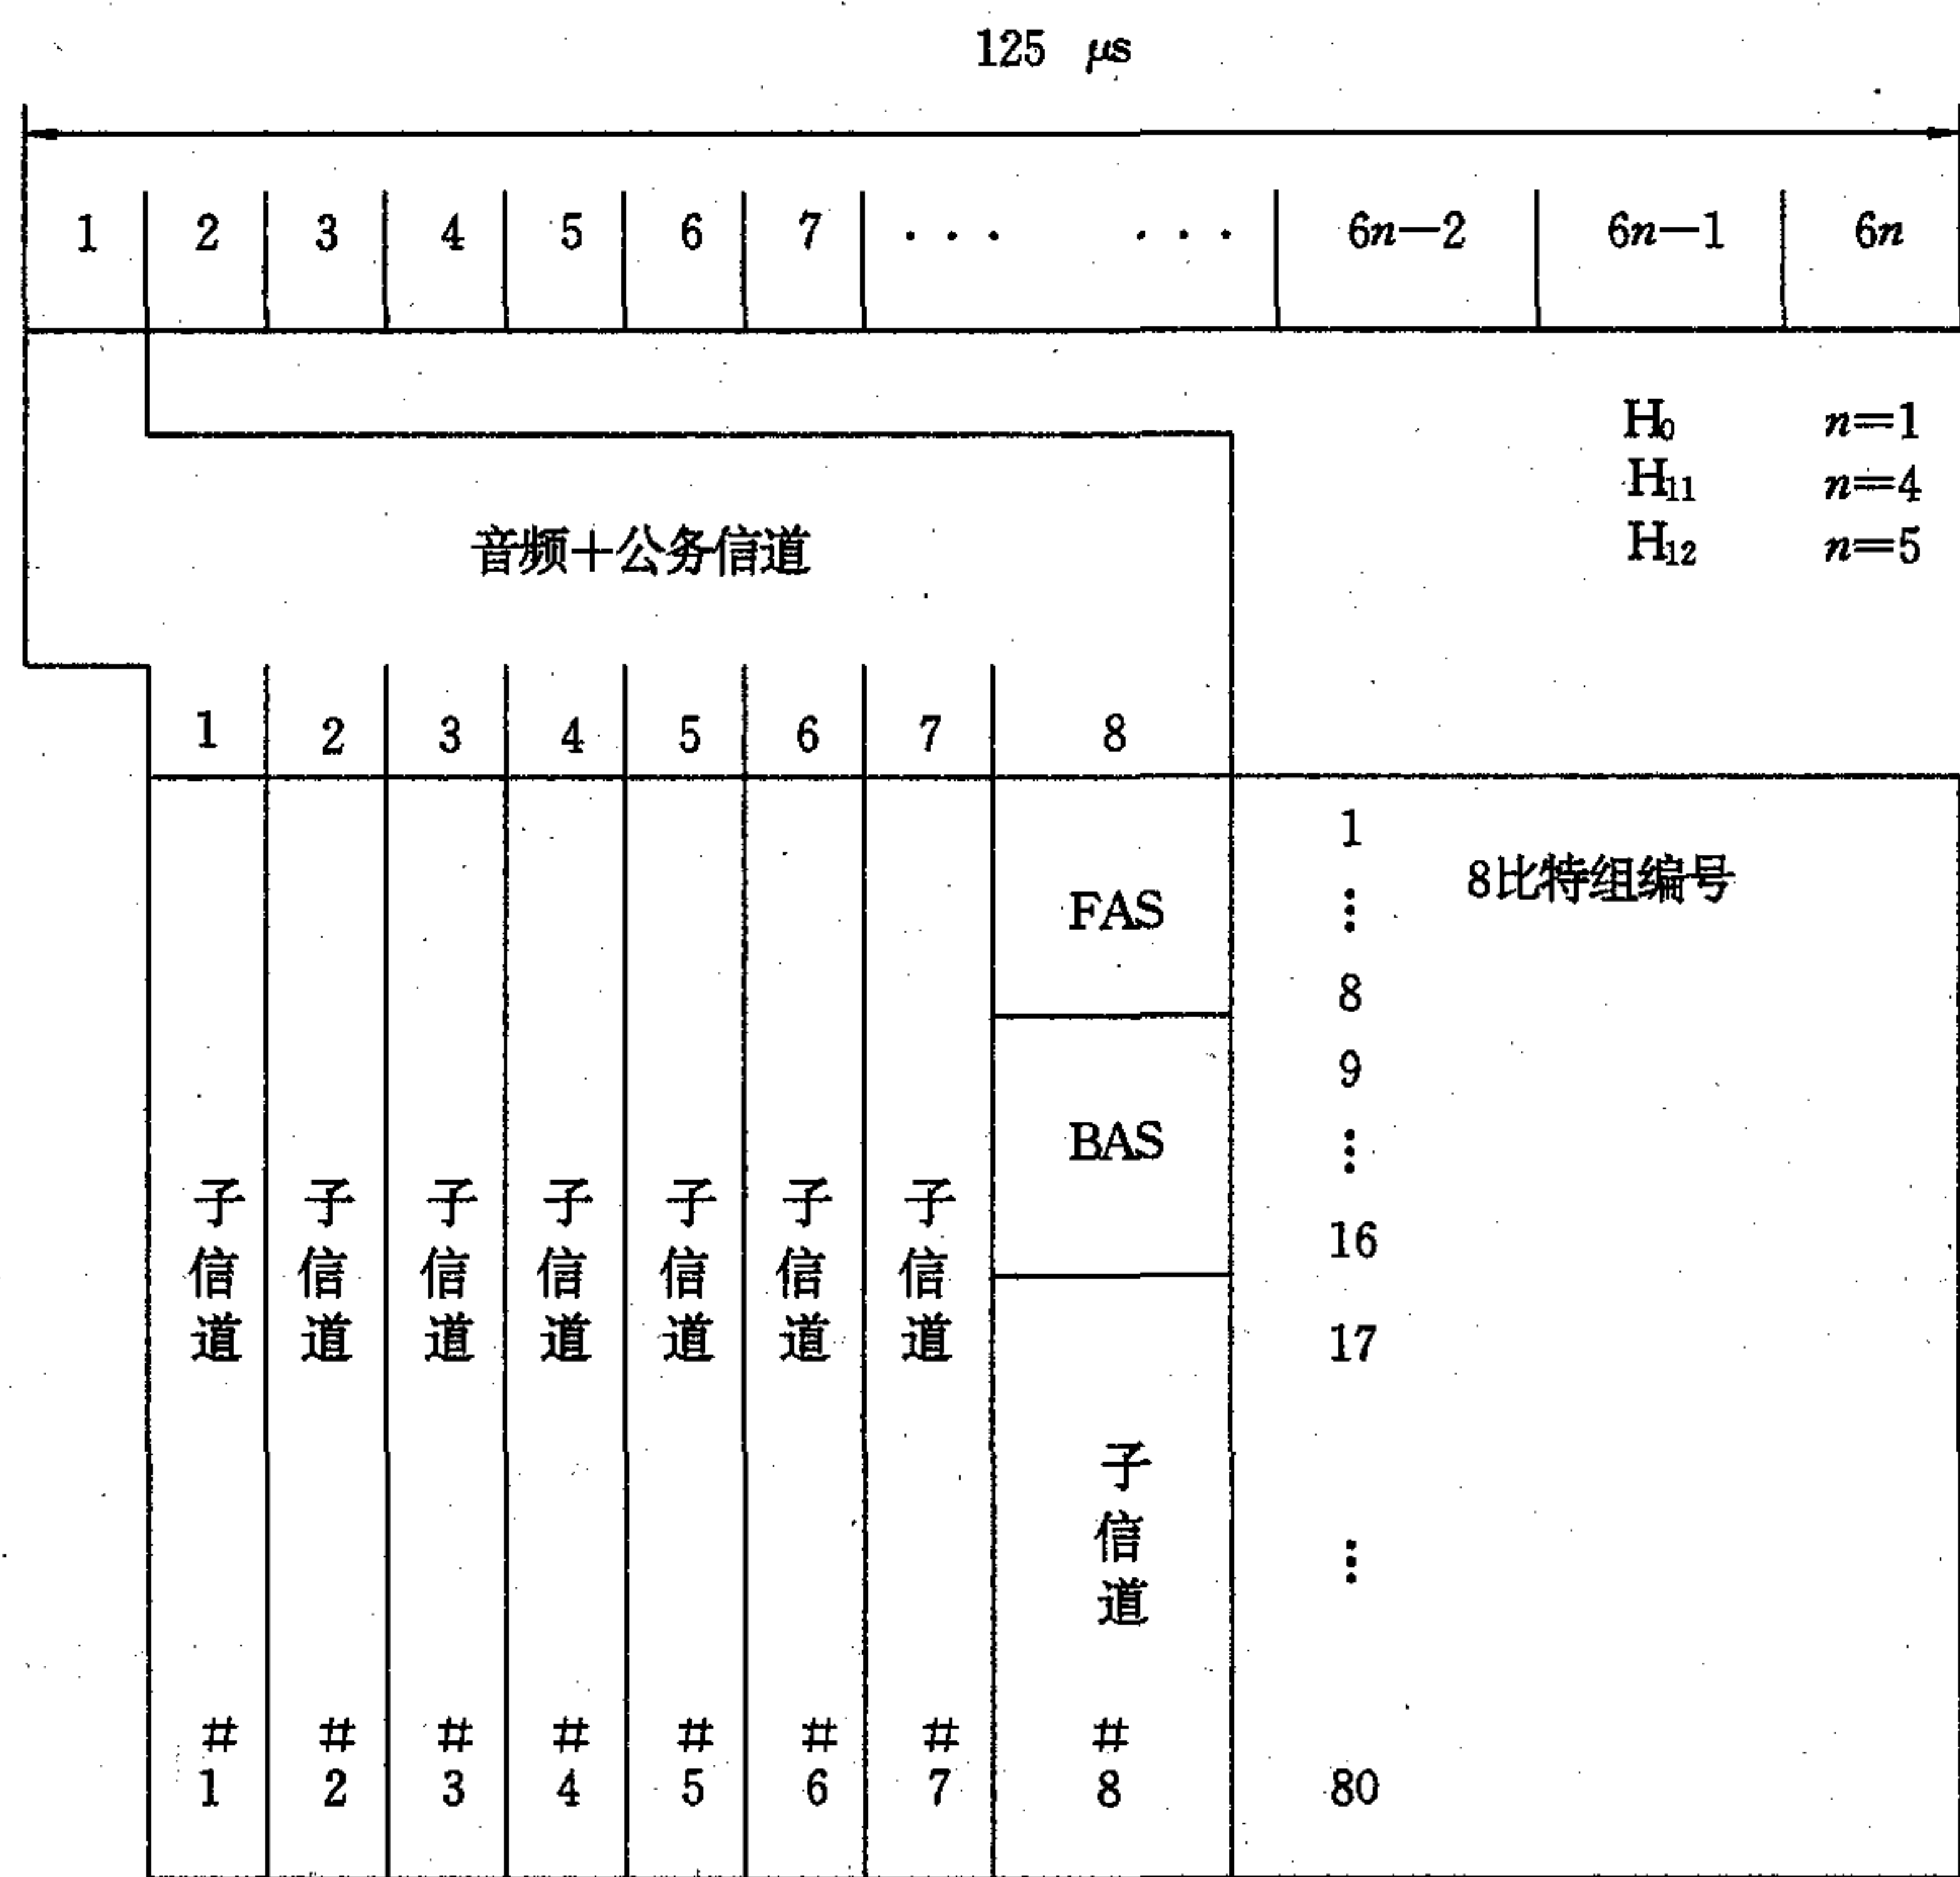 125 μs
1 2 3 4 5 6 7 ··· ··· 6n—2 6n—1 6n
H₀ n=1
H₁₁ n=4
H₁₂ n=5
音频+公务信道
1 2 3 4 5 6 7 8
FAS
BAS
1
⋮
8
9
⋮
16
17
⋮
80
8比特组编号
子信道 #1
子信道 #2
子信道 #3
子信道 #4
子信道 #5
子信道 #6
子信道 #7
子信道 #8